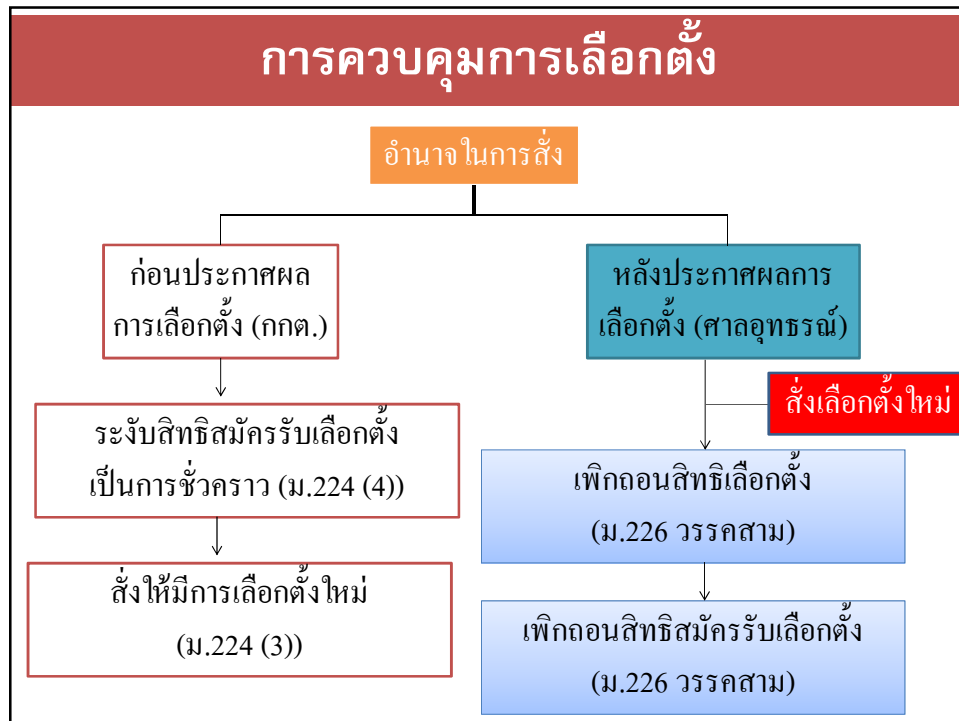 การควบคุมการเลือกตั้ง
อำนาจในการสั่ง
ก่อนประกาศผล
การเลือกตั้ง (กกต.)
ระงับสิทธิสมัครรับเลือกตั้ง
เป็นการชั่วคราว (ม.224 (4))
สั่งให้มีการเลือกตั้งใหม่
(ม.224 (3))
หลังประกาศผลการ
เลือกตั้ง (ศาลอุทธรณ์)
สั่งเลือกตั้งใหม่
เพิกถอนสิทธิเลือกตั้ง
(ม.226 วรรคสาม)
เพิกถอนสิทธิสมัครรับเลือกตั้ง
(ม.226 วรรคสาม)